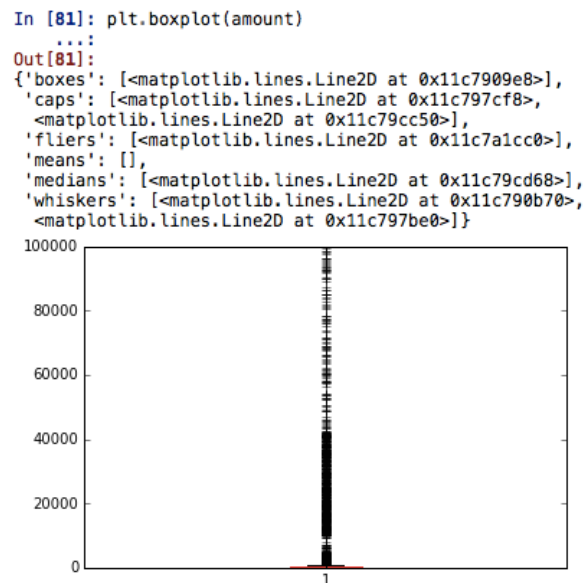 In [81]: plt.boxplot(amount)
...:
Out[81]:
{'boxes': [<matplotlib.lines.Line2D at 0x11c7909e8>],
'caps': [<matplotlib.lines.Line2D at 0x11c797cf8>,
<matplotlib.lines.Line2D at 0x11c79cc50>],
'fliers': [<matplotlib.lines.Line2D at 0x11c7a1cc0>],
'means': [],
'medians': [<matplotlib.lines.Line2D at 0x11c79cd68>],
'whiskers': [<matplotlib.lines.Line2D at 0x11c790b70>,
<matplotlib.lines.Line2D at 0x11c797be0>]}
100000
80000
60000
40000
20000
0
1